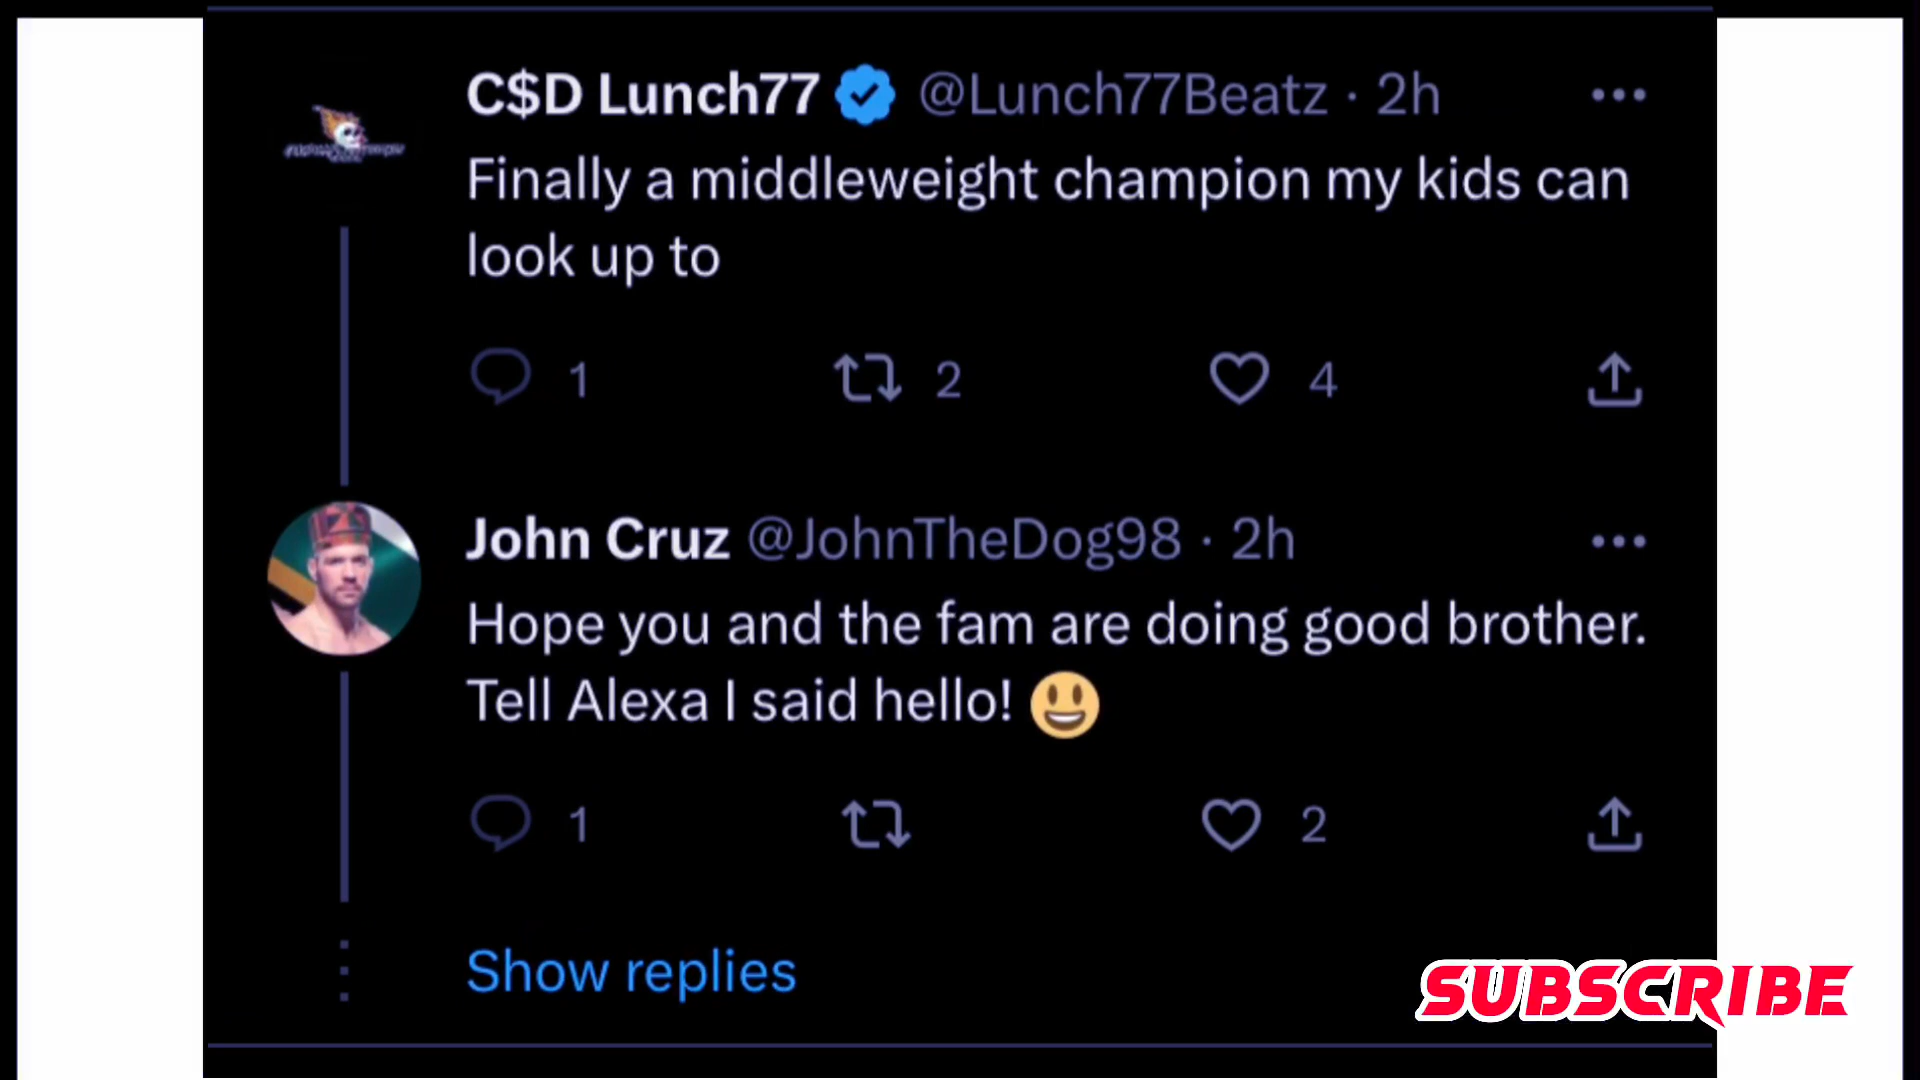 C$D Lunch77 @Lunch77Beatz · 2h
Finally a middleweight champion my kids can
look up to
1 2 4
John Cruz @JohnTheDog98 · 2h
Hope you and the fam are doing good brother.
Tell Alexa I said hello! 😃
1 2
Show replies
SUBSCRIBE